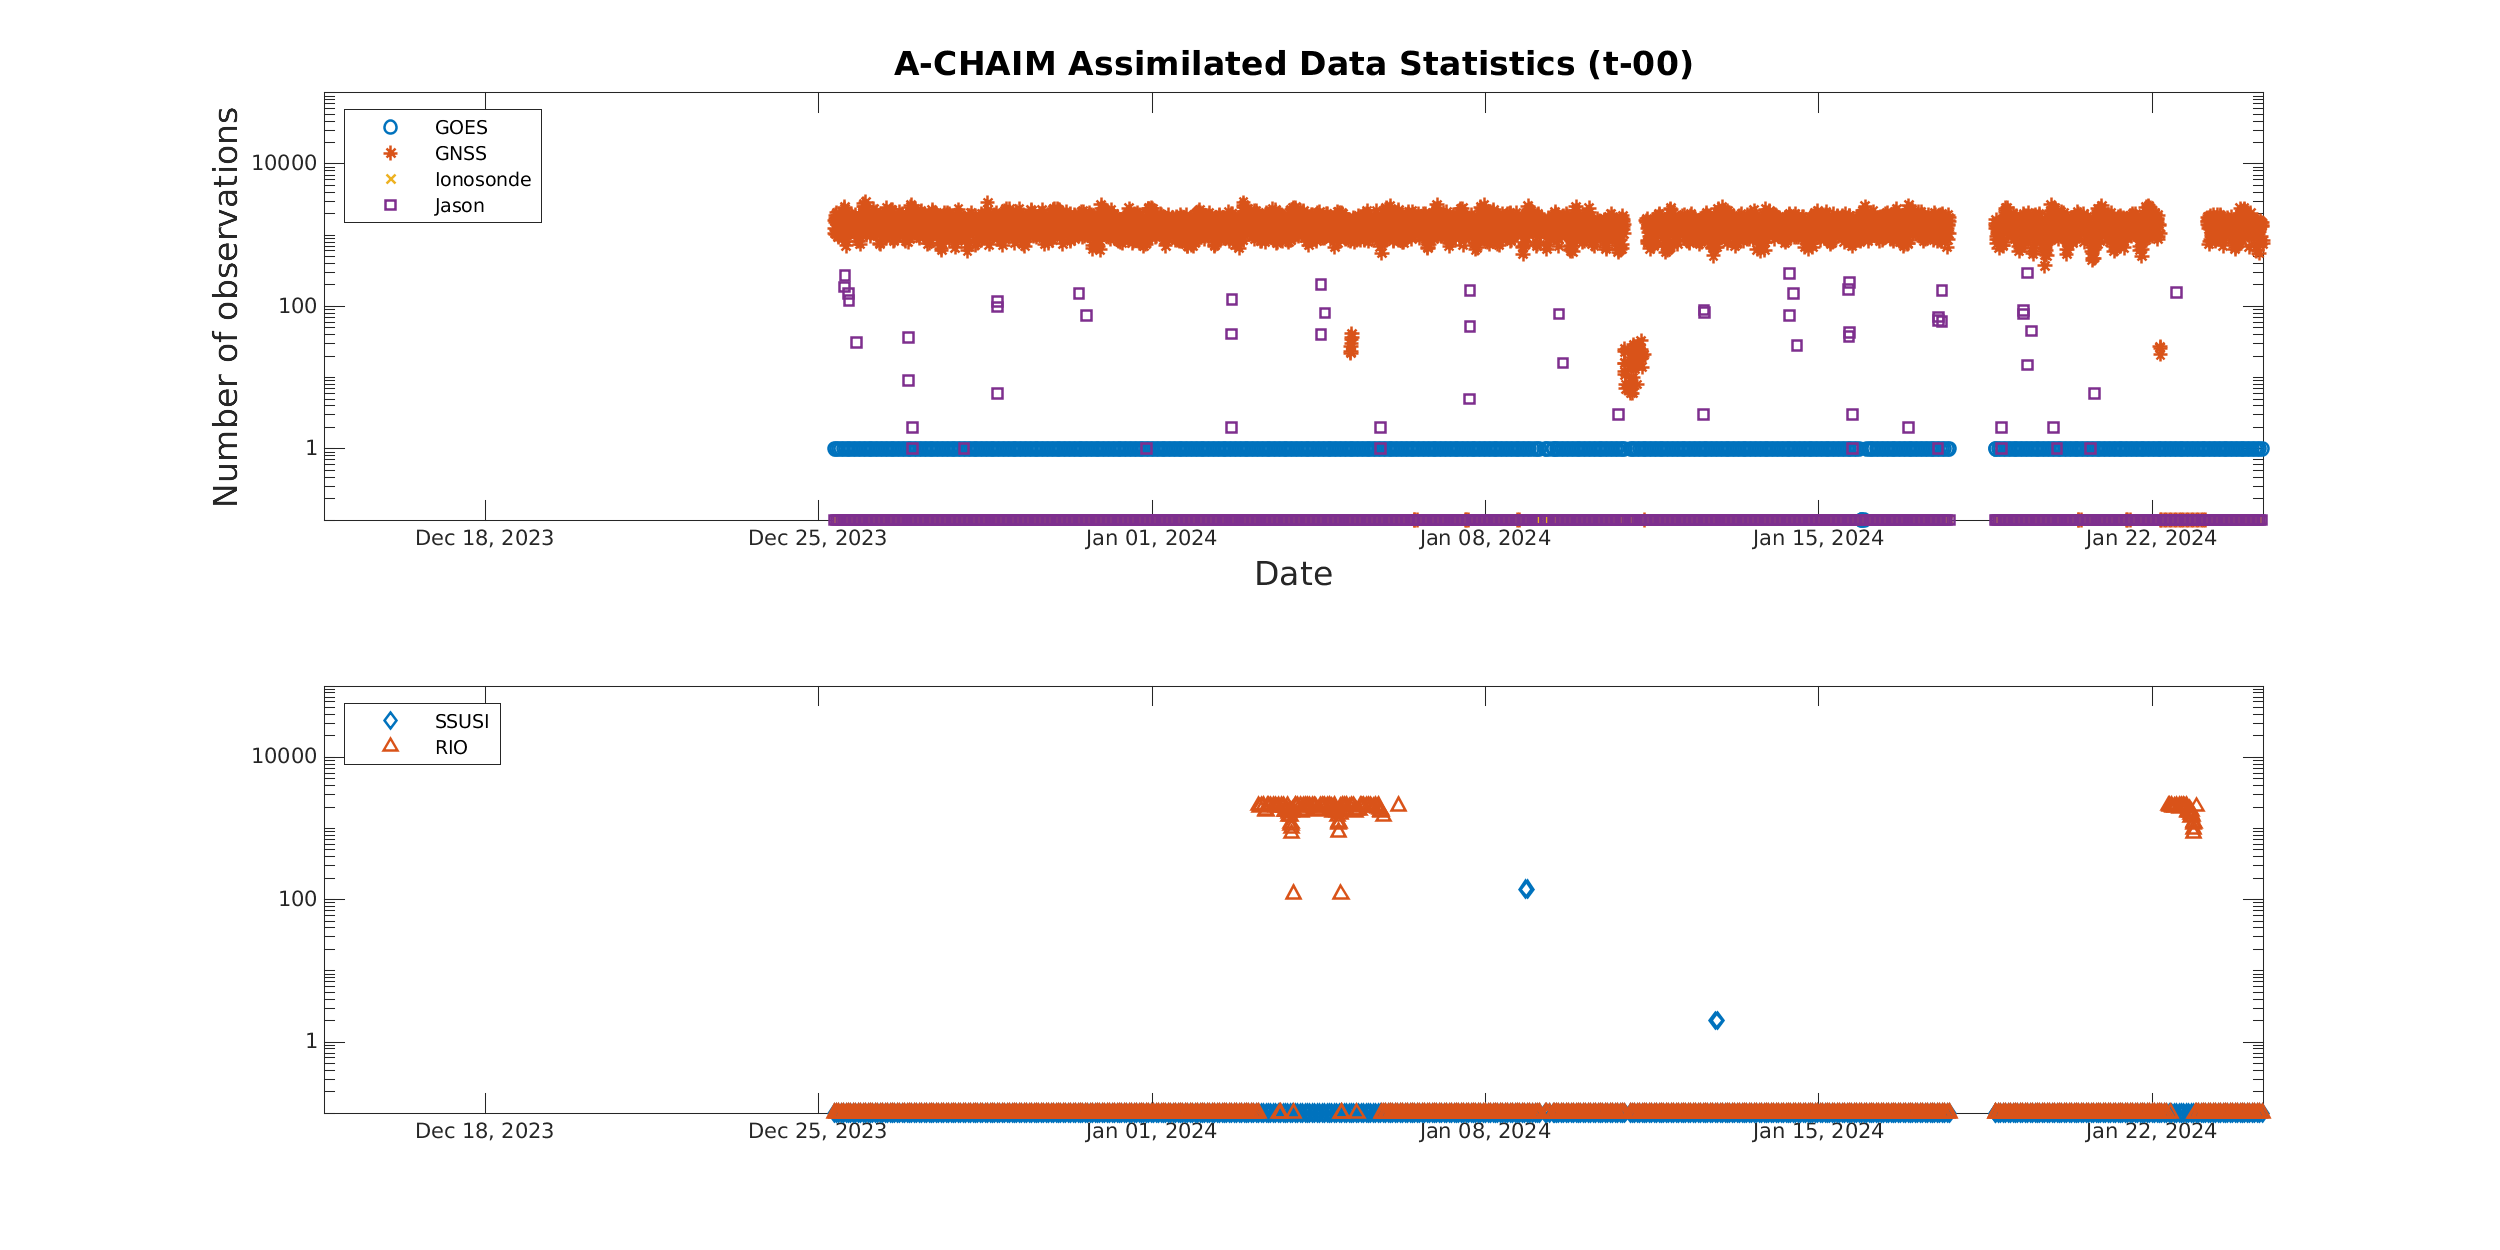 A-CHAIM Assimilated Data Statistics (t-00)
Number of observations
GOES
GNSS
Ionosonde
Jason
10000
100
1
Dec 18, 2023
Dec 25, 2023
Jan 01, 2024
Jan 08, 2024
Jan 15, 2024
Jan 22, 2024
Date
SSUSI
RIO
10000
100
1
Dec 18, 2023
Dec 25, 2023
Jan 01, 2024
Jan 08, 2024
Jan 15, 2024
Jan 22, 2024